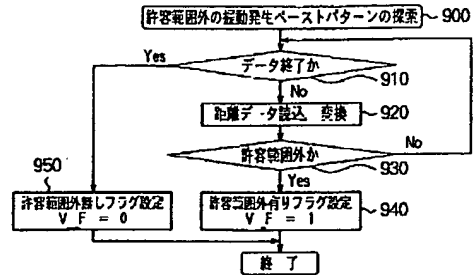 許容範囲外の振動発生ペーストパターンの探索
900
Yes
データ終了か
910
No
距離データ読込 変換
920
No
許容範囲外か
930
950
Yes
許容範囲外無しフラグ設定
VF = 0
許容範囲外有りフラグ設定
VF = 1
940
終了